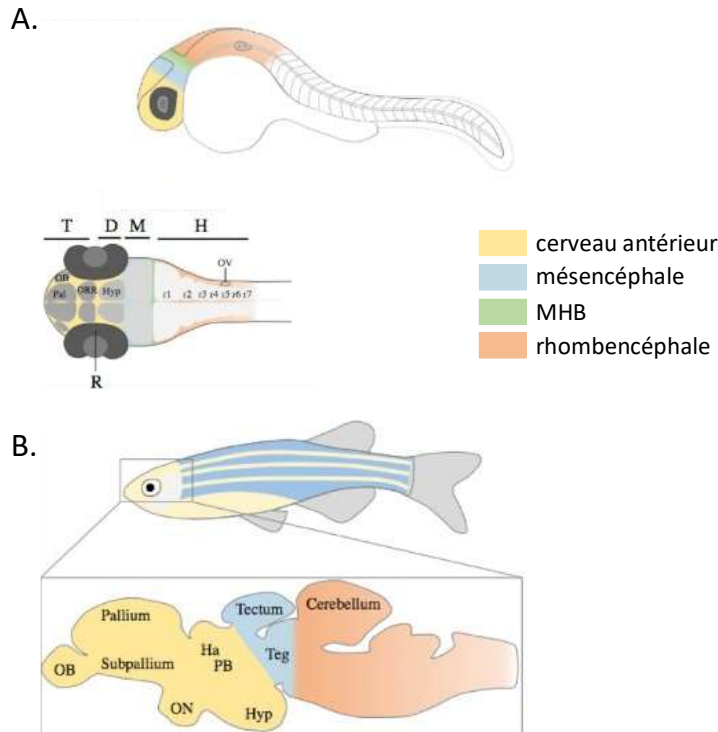 A.
T D M H
OV
OB
Pal ORR Hyp
r1 r2 r3 r4 r5 r6 r7
R
cerveau antérieur
mésencéphale
MHB
rhombencéphale
B.
Pallium
Tectum
Cerebellum
Ha
PB
Subpallium
Teg
OB
ON
Hyp